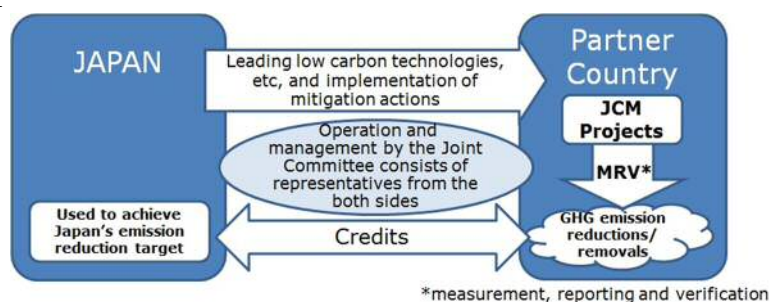 JAPAN
Leading low carbon technologies,
etc, and implementation of
mitigation actions
Partner
Country
JCM
Projects
MRV*
Operation and
management by the Joint
Committee consists of
representatives from the
both sides
Used to achieve
Japan's emission
reduction target
Credits
GHG emission
reductions/
removals
*measurement, reporting and verification